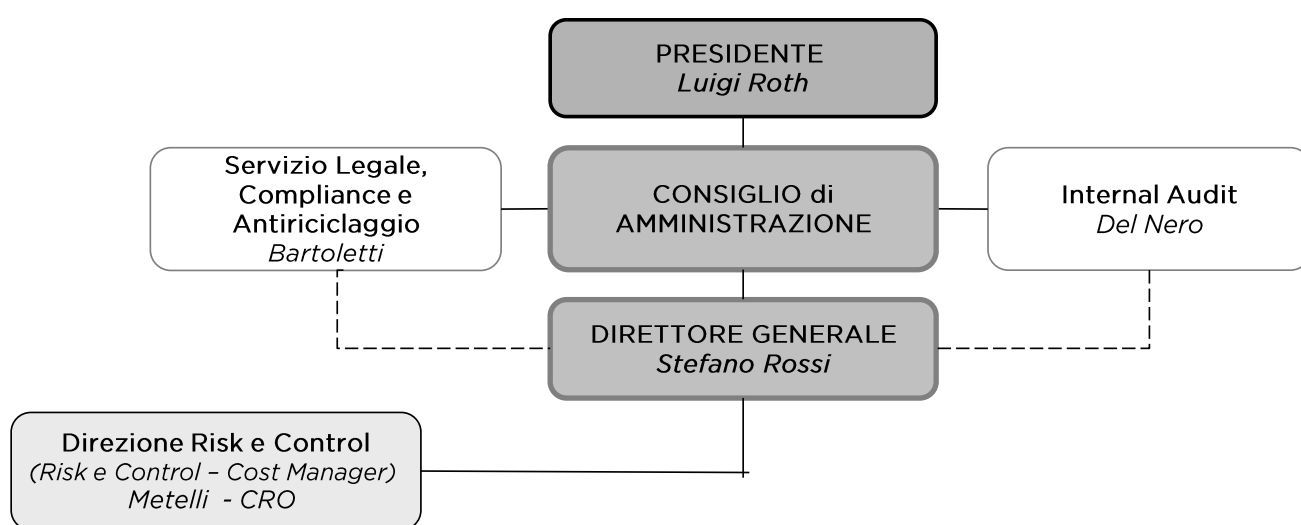 PRESIDENTE
Luigi Roth
Servizio Legale,
Compliance e
Antiriciclaggio
Bartoletti
CONSIGLIO di
AMMINISTRAZIONE
Internal Audit
Del Nero
DIRETTORE GENERALE
Stefano Rossi
Direzione Risk e Control
(Risk e Control – Cost Manager)
Metelli - CRO